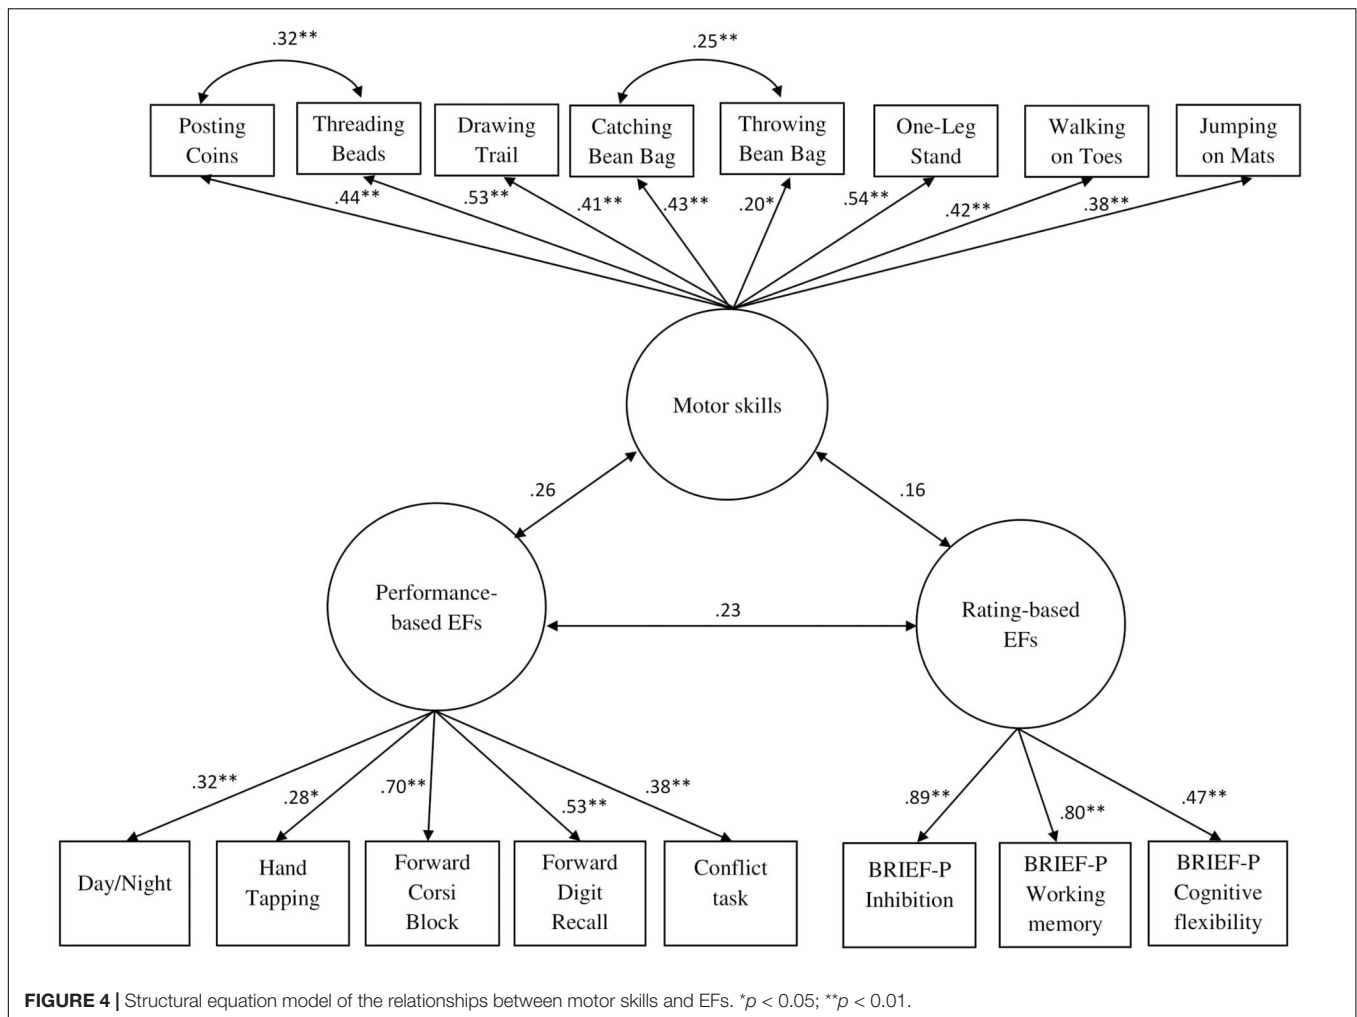 .32**
.25**
Posting
Coins
Threading
Beads
Drawing
Trail
Catching
Bean Bag
Throwing
Bean Bag
One-Leg
Stand
Walking
on Toes
Jumping
on Mats
.44**
.53**
.41**
.43**
.20*
.54**
.42**
.38**
Motor skills
.26
.16
Performance-
based EFs
.23
Rating-based
EFs
.32**
.28*
.70**
.53**
.38**
.89**
.80**
.47**
Day/Night
Hand
Tapping
Forward
Corsi
Block
Forward
Digit
Recall
Conflict
task
BRIEF-P
Inhibition
BRIEF-P
Working
memory
BRIEF-P
Cognitive
flexibility
FIGURE 4 | Structural equation model of the relationships between motor skills and EFs. *p < 0.05; **p < 0.01.